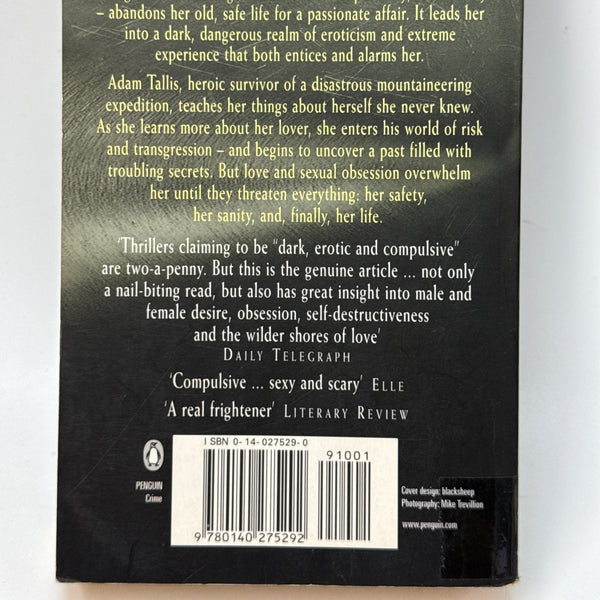 – abandons her old, safe life for a passionate affair. It leads her
into a dark, dangerous realm of eroticism and extreme
experience that both entices and alarms her.
Adam Tallis, heroic survivor of a disastrous mountaineering
expedition, teaches her things about herself she never knew.
As she learns more about her lover, she enters his world of risk
and transgression – and begins to uncover a past filled with
troubling secrets. But love and sexual obsession overwhelm
her until they threaten everything: her safety,
her sanity, and, finally, her life.
'Thrillers claiming to be "dark, erotic and compulsive"
are two-a-penny. But this is the genuine article ... not only
a nail-biting read, but also has great insight into male and
female desire, obsession, self-destructiveness
and the wilder shores of love'
DAILY TELEGRAPH
'Compulsive ... sexy and scary' ELLE
'A real frightener' LITERARY REVIEW
ISBN 0-14-027529-0
91001
PENGUIN
Crime
9 780140 275292
Cover design: blacksheep
Photography: Mike Trevillion
www.penguin.com